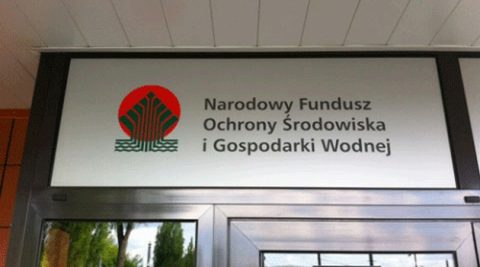 Narodowy Fundusz
Ochrony Środowiska
i Gospodarki Wodnej